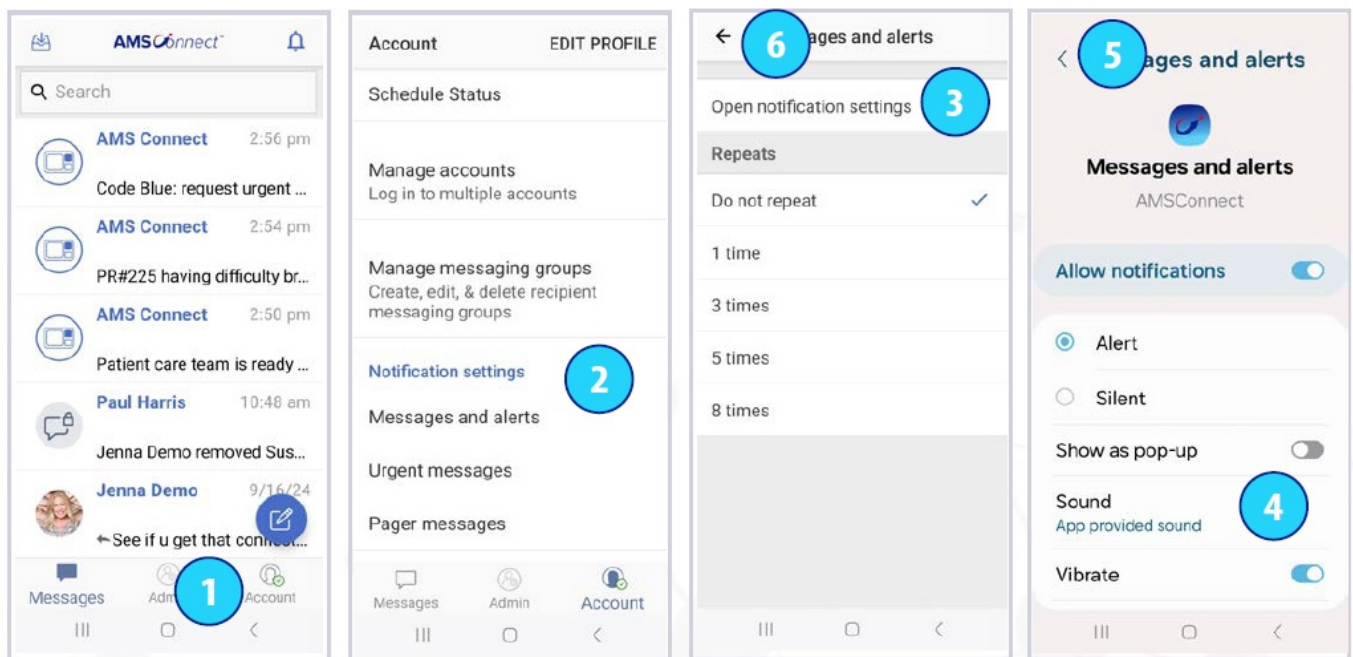 AMSConnect
Search
AMS Connect 2:56 pm
Code Blue: request urgent ...
AMS Connect 2:54 pm
PR#225 having difficulty br...
AMS Connect 2:50 pm
Patient care team is ready ...
Paul Harris 10:48 am
Jenna Demo removed Sus...
Jenna Demo 9/16/24
See if u get that
Messages
Account
1
Account EDIT PROFILE
Schedule Status
Manage accounts
Log in to multiple accounts
Manage messaging groups
Create, edit, & delete recipient
messaging groups
Notification settings
2
Messages and alerts
Urgent messages
Pager messages
Messages Admin Account
6
and alerts
Open notification settings
3
Repeats
Do not repeat
1 time
3 times
5 times
8 times
5
and alerts
Messages and alerts
AMSConnect
Allow notifications
Alert
Silent
Show as pop-up
Sound
App provided sound
4
Vibrate